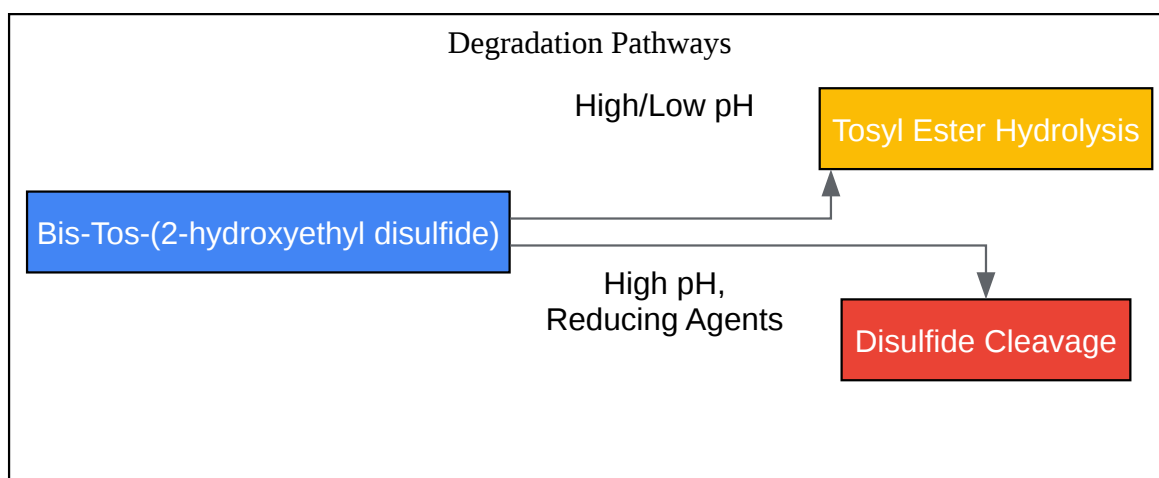 Degradation Pathways
High/Low pH
Tosyl Ester Hydrolysis
Bis-Tos-(2-hydroxyethyl disulfide)
High pH,
Reducing Agents
Disulfide Cleavage